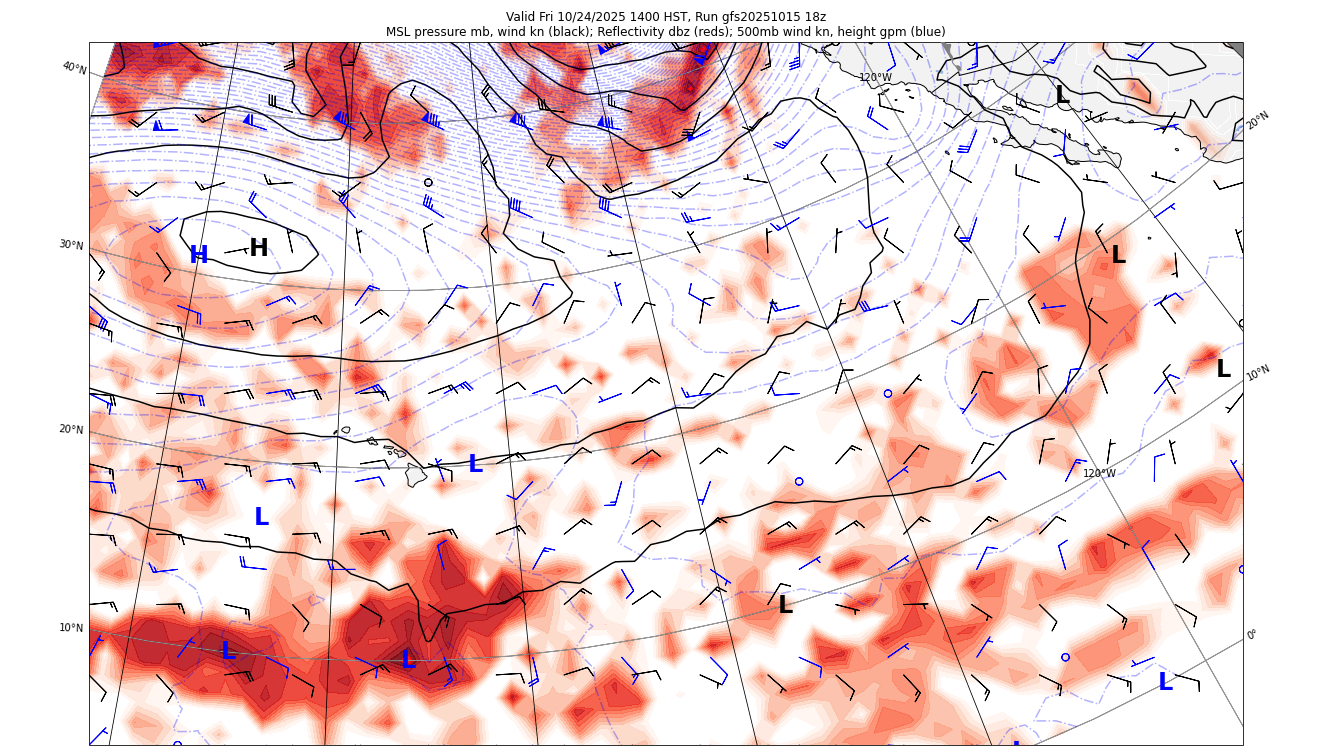 Valid Fri 10/24/2025 1400 HST, Run gfs20251015 18z
MSL pressure mb, wind kn (black); Reflectivity dbz (reds); 500mb wind kn, height gpm (blue)
40°N
120°W
L
20°N
30°N
H
H
L
L
10°N
20°N
L
120°W
L
L
10°N
0°
L
L
L